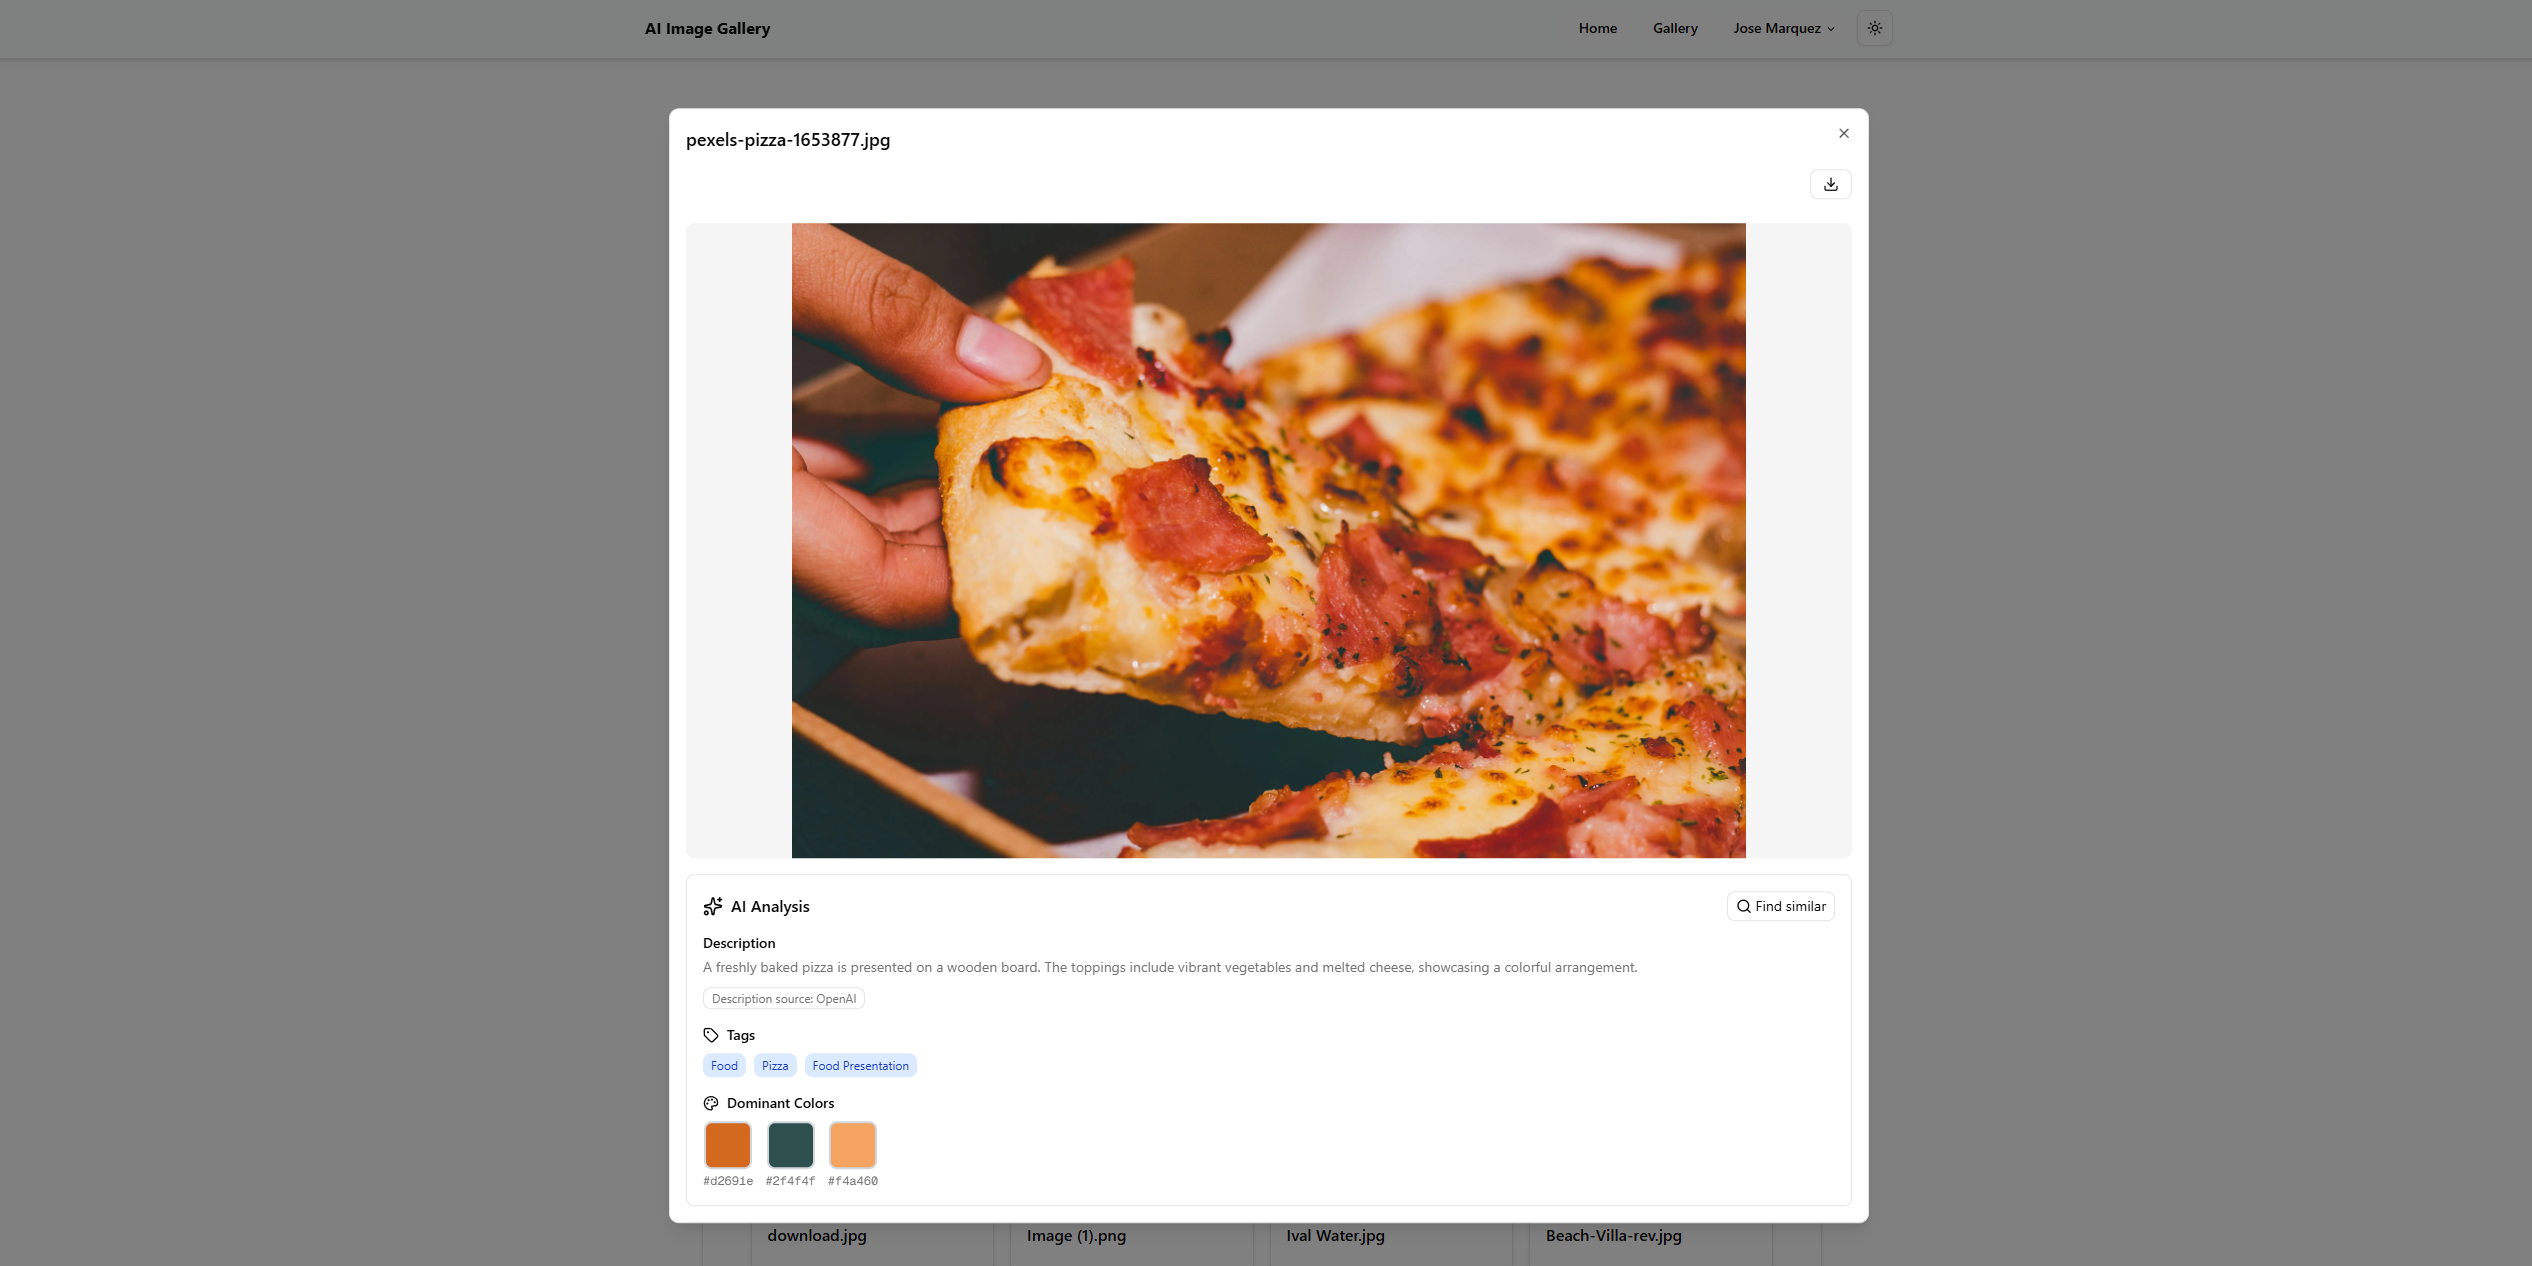 AI Image Gallery
Home Gallery Jose Marquez
pexels-pizza-1653877.jpg
AI Analysis
Find similar
Description
A freshly baked pizza is presented on a wooden board. The toppings include vibrant vegetables and melted cheese, showcasing a colorful arrangement.
Description source: OpenAI
Tags
Food Pizza Food Presentation
Dominant Colors
#d2691e #2f4f4f #f4a460
download.jpg Image (1).png Ival Water.jpg Beach-Villa-rev.jpg